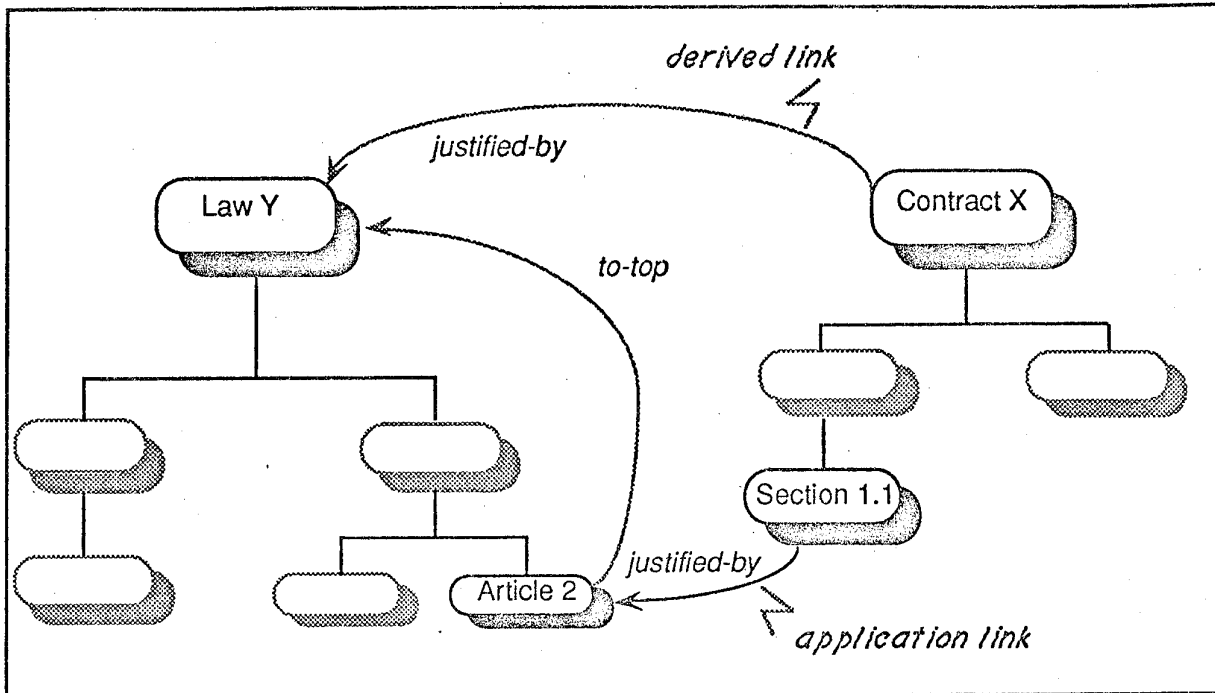 derived link
justified-by
Law Y
Contract X
to-top
Section 1.1
justified-by
Article 2
application link